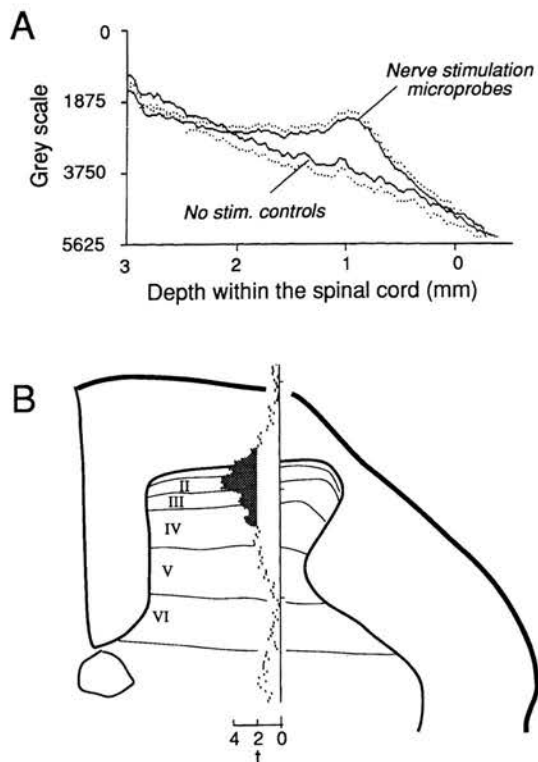 A
0
1875
3750
5625
Grey scale
Nerve stimulation
microprobes
No stim. controls
3
2
1
0
Depth within the spinal cord (mm)
B
II
III
IV
V
VI
4 2 0
t